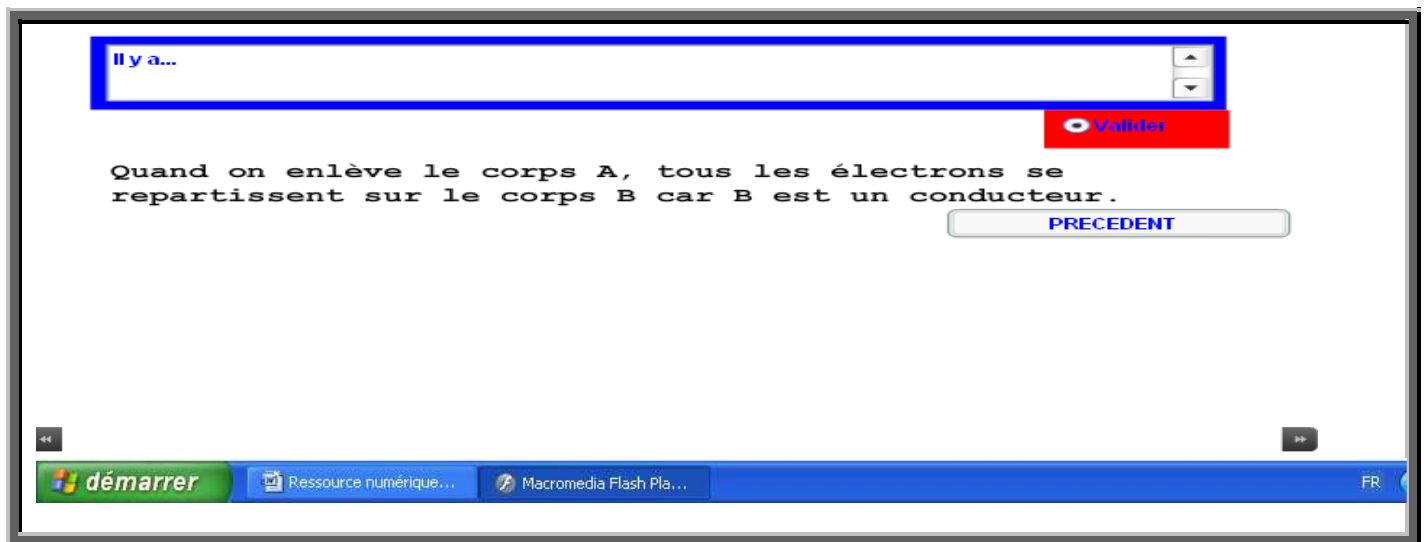 Il y a...
Valider
Quand on enlève le corps A, tous les électrons se
repartissent sur le corps B car B est un conducteur.
PRECEDENT
démarrer
Ressource numérique...
Macromedia Flash Pla...
FR